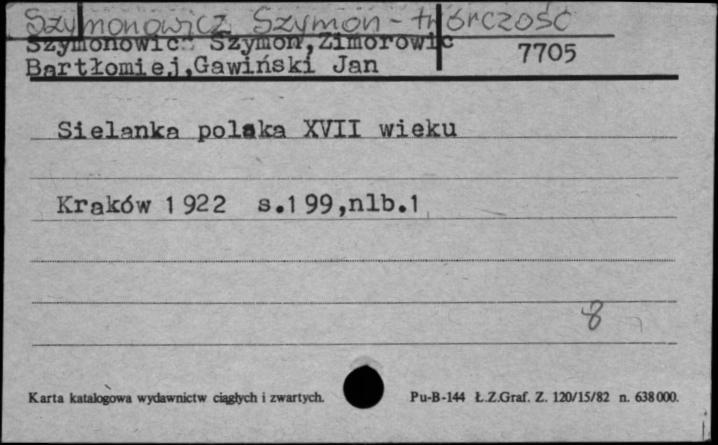 Szymonowicz Szymon - twórczość
Szymonowic: Szymon,Zimorowic
7705
Bartłomiej,Gawiński Jan
Sielanka polska XVII wieku
Kraków 1922 s.199,nlb.1
8
Karta katalogowa wydawnictw ciągłych i zwartych.
Pu-B-144 Ł.Z.Graf. Z. 120/15/82 n. 638000.